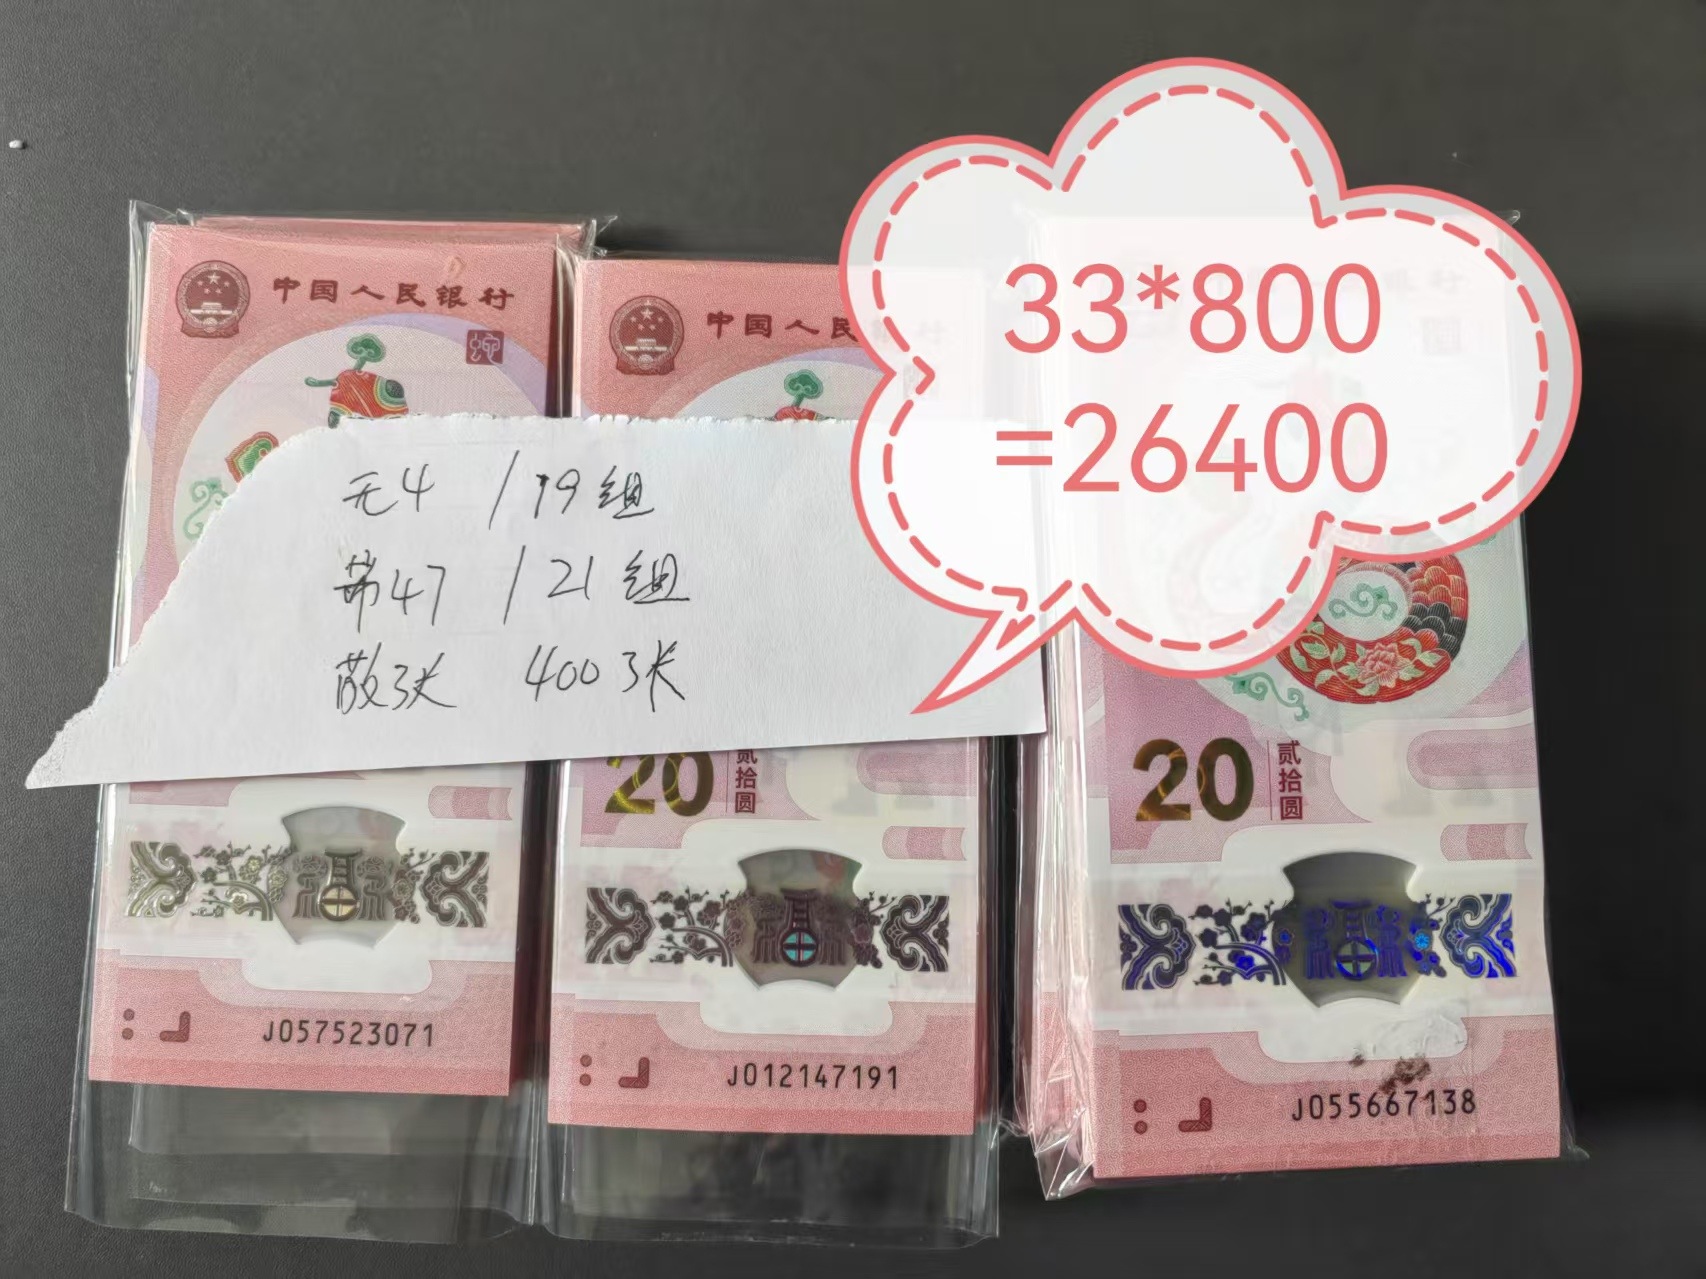 中国人民银行
中国人民
33*800
=26400
无4 / 19组
带47 / 21组
散张 400张
20
贰拾圆
20
贰拾圆
J057523071
J012147191
J055667138